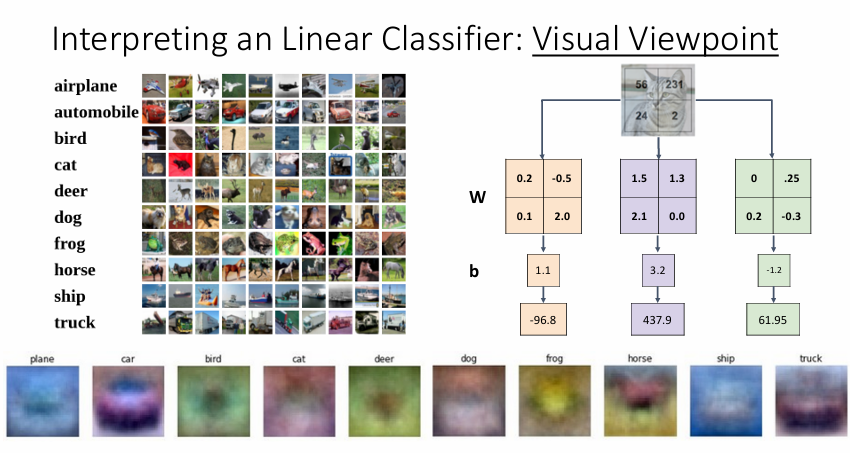 Interpreting an Linear Classifier: Visual Viewpoint
airplane
automobile
bird
cat
deer
dog
frog
horse
ship
truck
56 231
24 2
W
0.2 -0.5
0.1 2.0
1.5 1.3
2.1 0.0
0 .25
0.2 -0.3
b
1.1
3.2
-1.2
-96.8
437.9
61.95
plane car bird cat deer dog frog horse ship truck